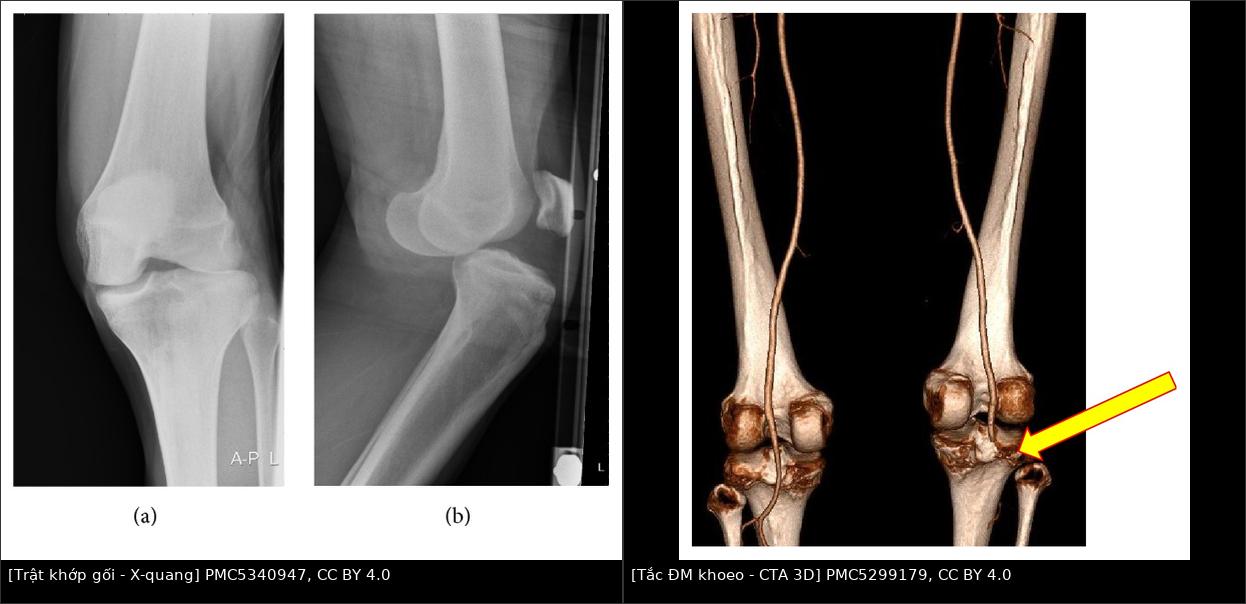 A-P L
L
(a)
(b)
[Trật khớp gối - X-quang] PMC5340947, CC BY 4.0
[Tắc ĐM khoeo - CTA 3D] PMC5299179, CC BY 4.0